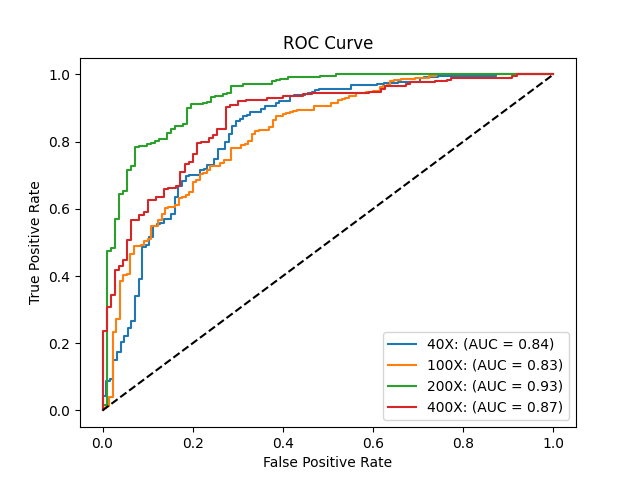 ROC Curve
True Positive Rate
1.0
0.8
0.6
0.4
0.2
0.0
40X: (AUC = 0.84)
100X: (AUC = 0.83)
200X: (AUC = 0.93)
400X: (AUC = 0.87)
0.0 0.2 0.4 0.6 0.8 1.0
False Positive Rate